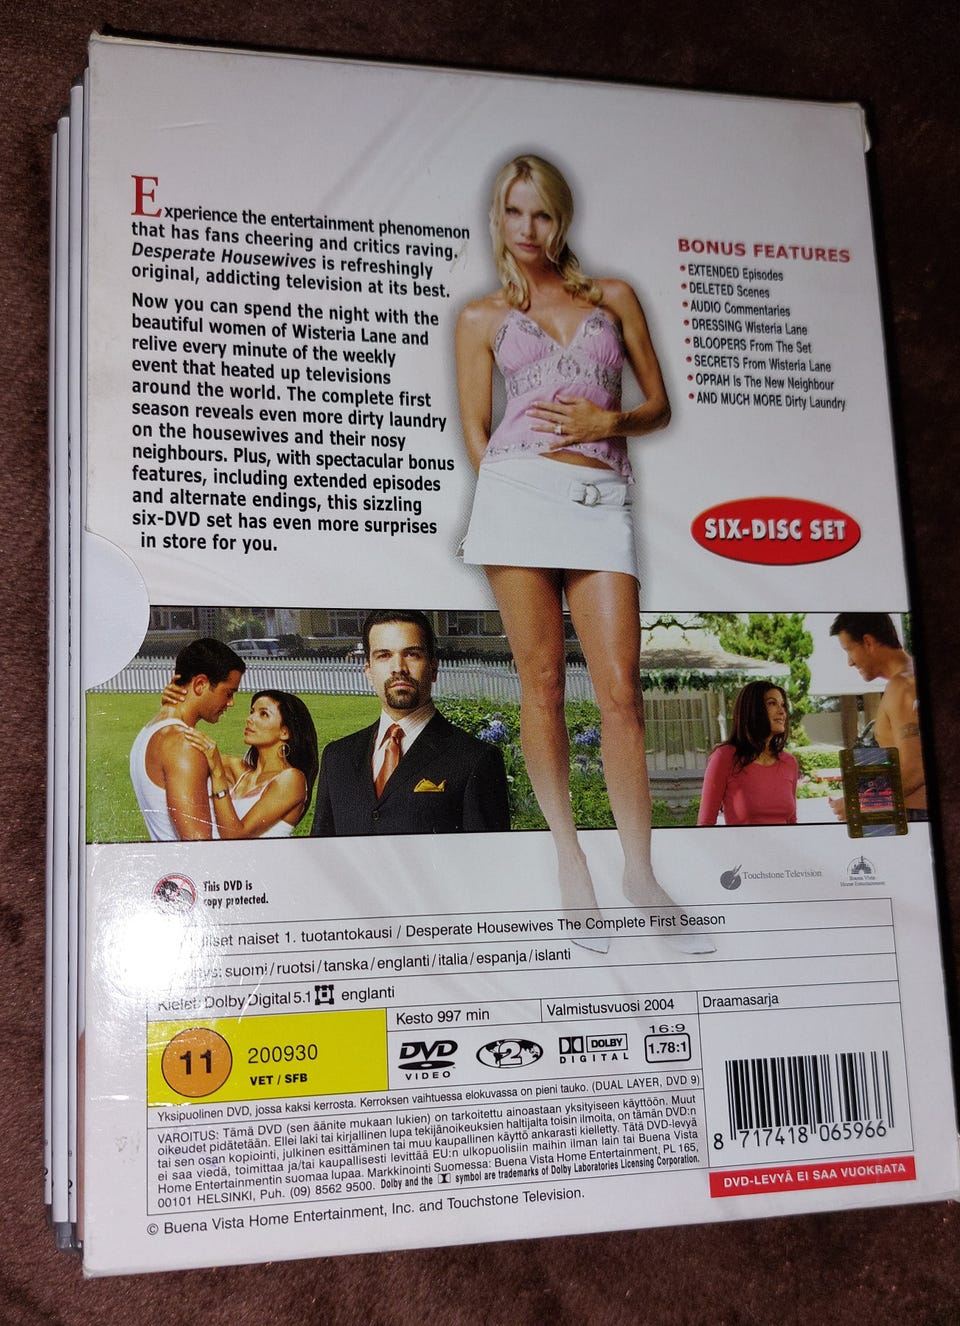 Experience the entertainment phenomenon
that has fans cheering and critics raving.
Desperate Housewives is refreshingly
original, addicting television at its best.
Now you can spend the night with the
beautiful women of Wisteria Lane and
relive every minute of the weekly
event that heated up televisions
around the world. The complete first
season reveals even more dirty laundry
on the housewives and their nosy
neighbours. Plus, with spectacular bonus
features, including extended episodes
and alternate endings, this sizzling
six-DVD set has even more surprises
in store for you.
BONUS FEATURES
• EXTENDED Episodes
• DELETED Scenes
• AUDIO Commentaries
• DRESSING Wisteria Lane
• BLOOPERS From The Set
• SECRETS From Wisteria Lane
• OPRAH Is The New Neighbour
• AND MUCH MORE Dirty Laundry
SIX-DISC SET
This DVD is
copy protected.
Touchstone Television
Buena Vista
Home Entertainment
naiset 1. tuotantokausi / Desperate Housewives The Complete First Season
suomi/ruotsi/tanska/englanti/italia/espanja/islanti
Kielet: Dolby Digital 5.1 englanti
Kesto 997 min
Valmistusvuosi 2004
Draamasarja
11
200930
VET / SFB
DVD
VIDEO
2
DOLBY
DIGITAL
16:9
1.78:1
Yksipuolinen DVD, jossa kaksi kerrosta. Kerroksen vaihtuessa elokuvassa on pieni tauko. (DUAL LAYER, DVD 9)
VAROITUS: Tämä DVD (sen äänite mukaan lukien) on tarkoitettu ainoastaan yksityiseen käyttöön. Muut
oikeudet pidätetään. Ellei laki tai kirjallinen lupa tekijänoikeuksien haltijalta toisin ilmoita, on tämän DVD:n
tai sen osan kopiointi, julkinen esittäminen tai muu kaupallinen käyttö ankarasti kielletty. Tätä DVD-levyä
ei saa viedä, toimittaa ja/tai kaupallisesti levittää EU:n ulkopuolisiin maihin ilman lain tai Buena Vista
Home Entertainmentin suomaa lupaa. Markkinointi Suomessa: Buena Vista Home Entertainment, PL 165,
00101 HELSINKI, Puh. (09) 8562 9500. Dolby and the symbol are trademarks of Dolby Laboratories Licensing Corporation.
8 717418 065966
DVD-LEVYÄ EI SAA VUOKRATA
© Buena Vista Home Entertainment, Inc. and Touchstone Television.